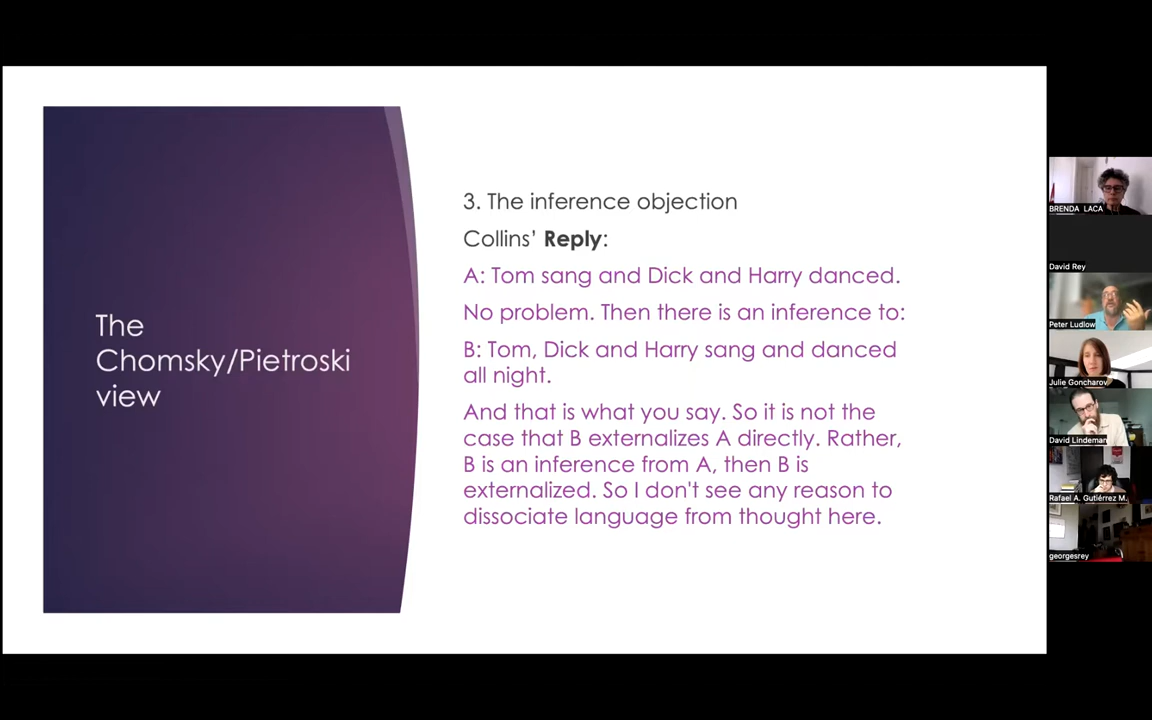 The
Chomsky/Pietroski
view
3. The inference objection
Collins’ Reply:
A: Tom sang and Dick and Harry danced.
No problem. Then there is an inference to:
B: Tom, Dick and Harry sang and danced
all night.
And that is what you say. So it is not the
case that B externalizes A directly. Rather,
B is an inference from A, then B is
externalized. So I don't see any reason to
dissociate language from thought here.
BRENDA LACA
David Rey
Peter Ludlow
Julie Goncharov
David Lindeman
Rafael A. Gutiérrez M.
georgesrey